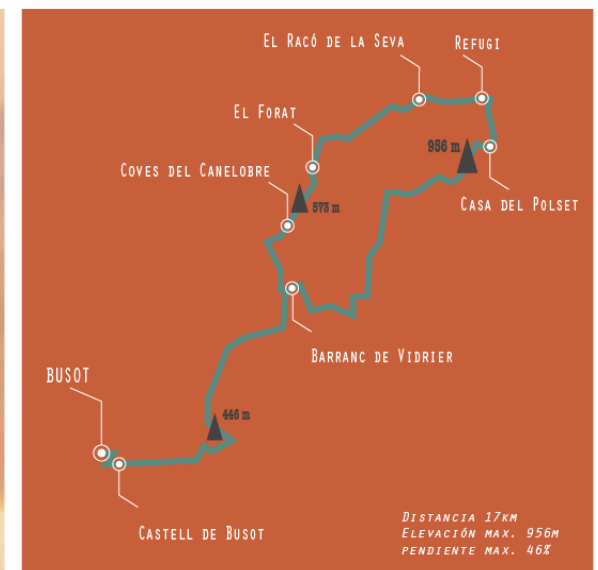 El Racó de la Seva
Refugi
El Forat
956 m
Coves del Canelobre
Casa del Polset
573 m
Barranc de Vidrier
BUSOT
446 m
Castell de Busot
Distancia 17km
Elevación max. 956m
pendiente max. 46%